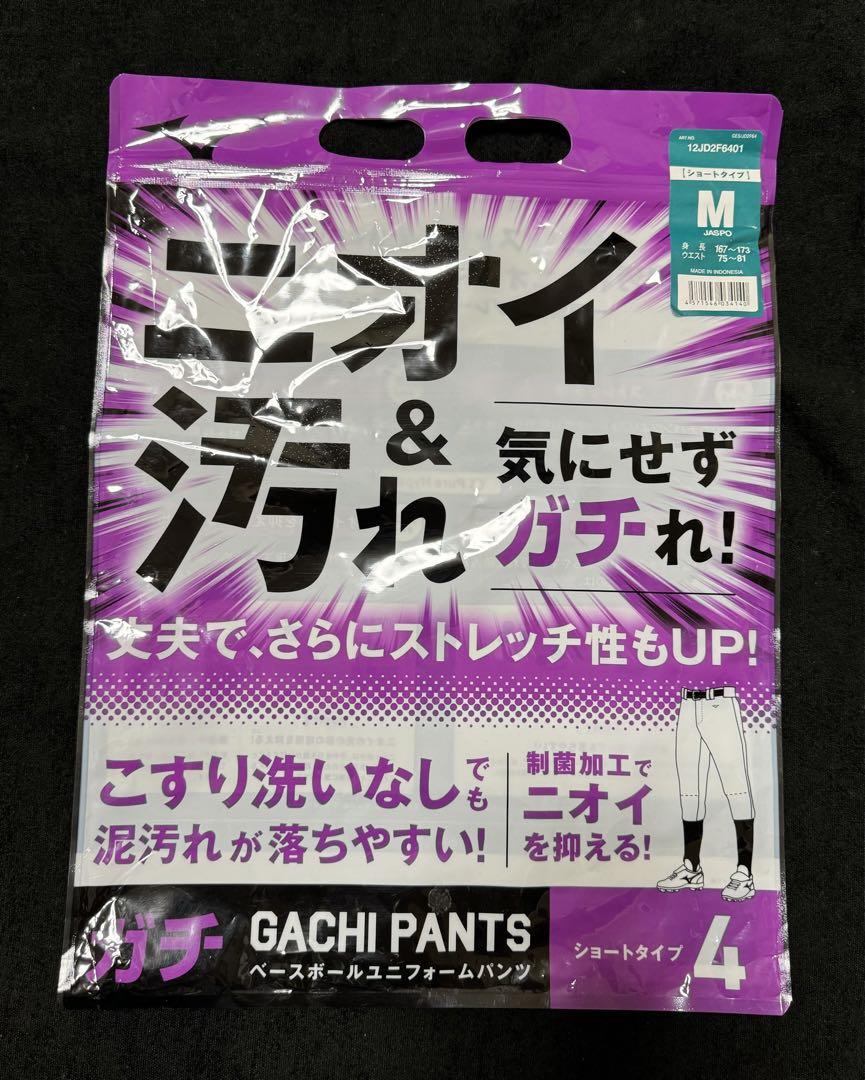 GES/JD2F64
ART.NO.
12JD2F6401
【ショートタイプ】
M
JASPO
身長 167～173
ウエスト 75～81
MADE IN INDONESIA
4571546034140
ニオイ
&
汚れ
気にせず
ガチれ!
丈夫で、さらにストレッチ性もUP!
こすり洗いなしでも
泥汚れが落ちやすい!
制菌加工で
ニオイ
を抑える!
ガチ
GACHI PANTS
ベースボールユニフォームパンツ
ショートタイプ 4